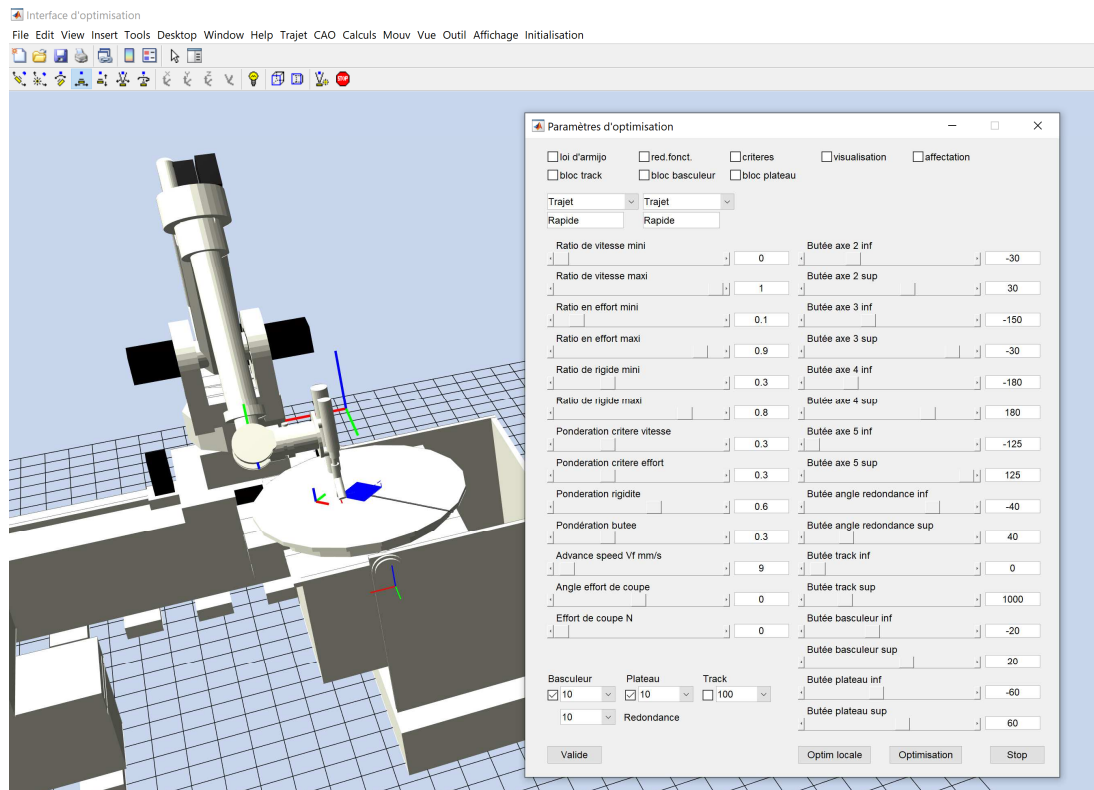 Interface d'optimisation
File Edit View Insert Tools Desktop Window Help Trajet CAO Calculs Mouv Vue Outil Affichage Initialisation
STOP
Paramètres d'optimisation
loi d'armijo red.fonct. criteres visualisation affectation
bloc track bloc basculeur bloc plateau
Trajet Trajet
Rapide Rapide
Ratio de vitesse mini 0 Butée axe 2 inf -30
Ratio de vitesse maxi 1 Butée axe 2 sup 30
Ratio en effort mini 0.1 Butée axe 3 inf -150
Ratio en effort maxi 0.9 Butée axe 3 sup -30
Ratio de rigide mini 0.3 Butée axe 4 inf -180
Ratio de rigide maxi 0.8 Butée axe 4 sup 180
Ponderation critere vitesse 0.3 Butée axe 5 inf -125
Ponderation critere effort 0.3 Butée axe 5 sup 125
Ponderation rigidite 0.6 Butée angle redondance inf -40
Pondération butee 0.3 Butée angle redondance sup 40
Advance speed Vf mm/s 9 Butée track inf 0
Angle effort de coupe 0 Butée track sup 1000
Effort de coupe N 0 Butée basculeur inf -20
Butée basculeur sup 20
Basculeur Plateau Track Butée plateau inf -60
10 10 100
10 Redondance Butée plateau sup 60
Valide Optim locale Optimisation Stop